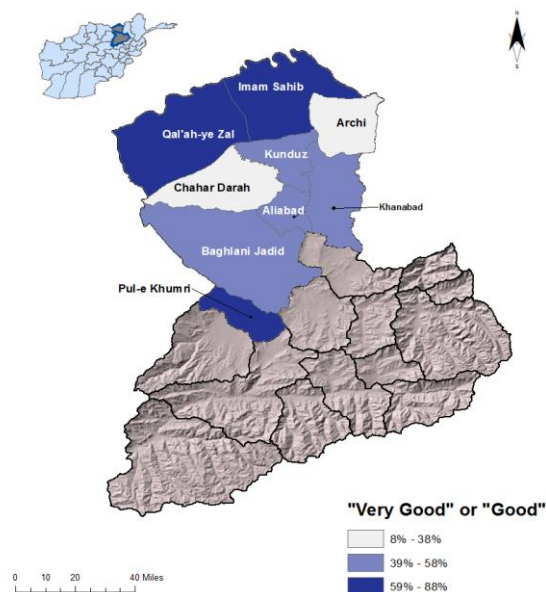 N
S
Imam Sahib
Archi
Qal'ah-ye Zal
Kunduz
Chahar Darah
Aliabad
Khanabad
Baghlani Jadid
Pul-e Khumri
"Very Good" or "Good"
8% - 38%
39% - 58%
59% - 88%
0 10 20 40 Miles